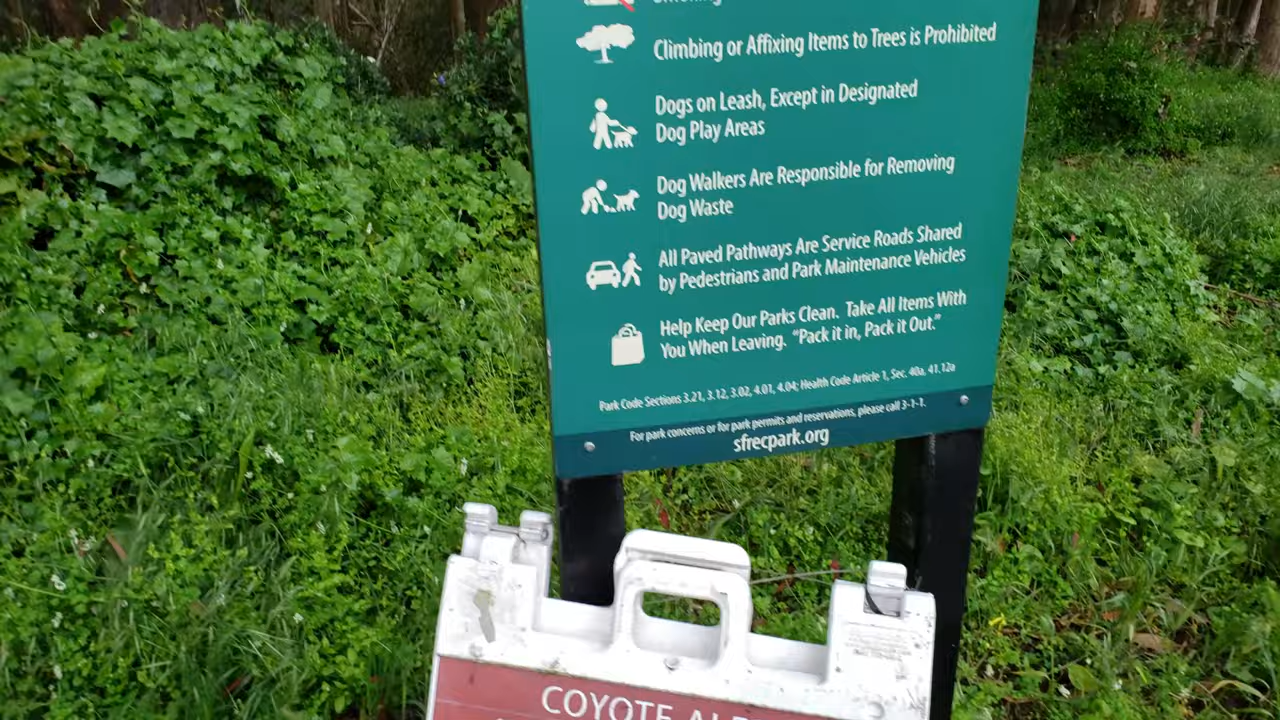 Smoking
Climbing or Affixing Items to Trees is Prohibited
Dogs on Leash, Except in Designated
Dog Play Areas
Dog Walkers Are Responsible for Removing
Dog Waste
All Paved Pathways Are Service Roads Shared
by Pedestrians and Park Maintenance Vehicles
Help Keep Our Parks Clean. Take All Items With
You When Leaving. “Pack it in, Pack it Out.”
Park Code Sections 3.21, 3.12, 3.02, 4.01, 4.04; Health Code Article 1, Sec. 40a, 41.12a
For park concerns or for park permits and reservations, please call 3-1-1.
sfrecpark.org
COYOTE